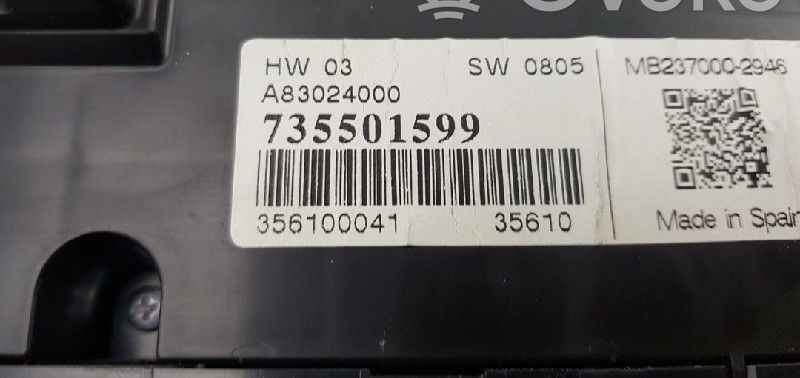 HW 03 SW 0805
A83024000
735501599
356100041 35610
MB237000-2946
Made in Spain